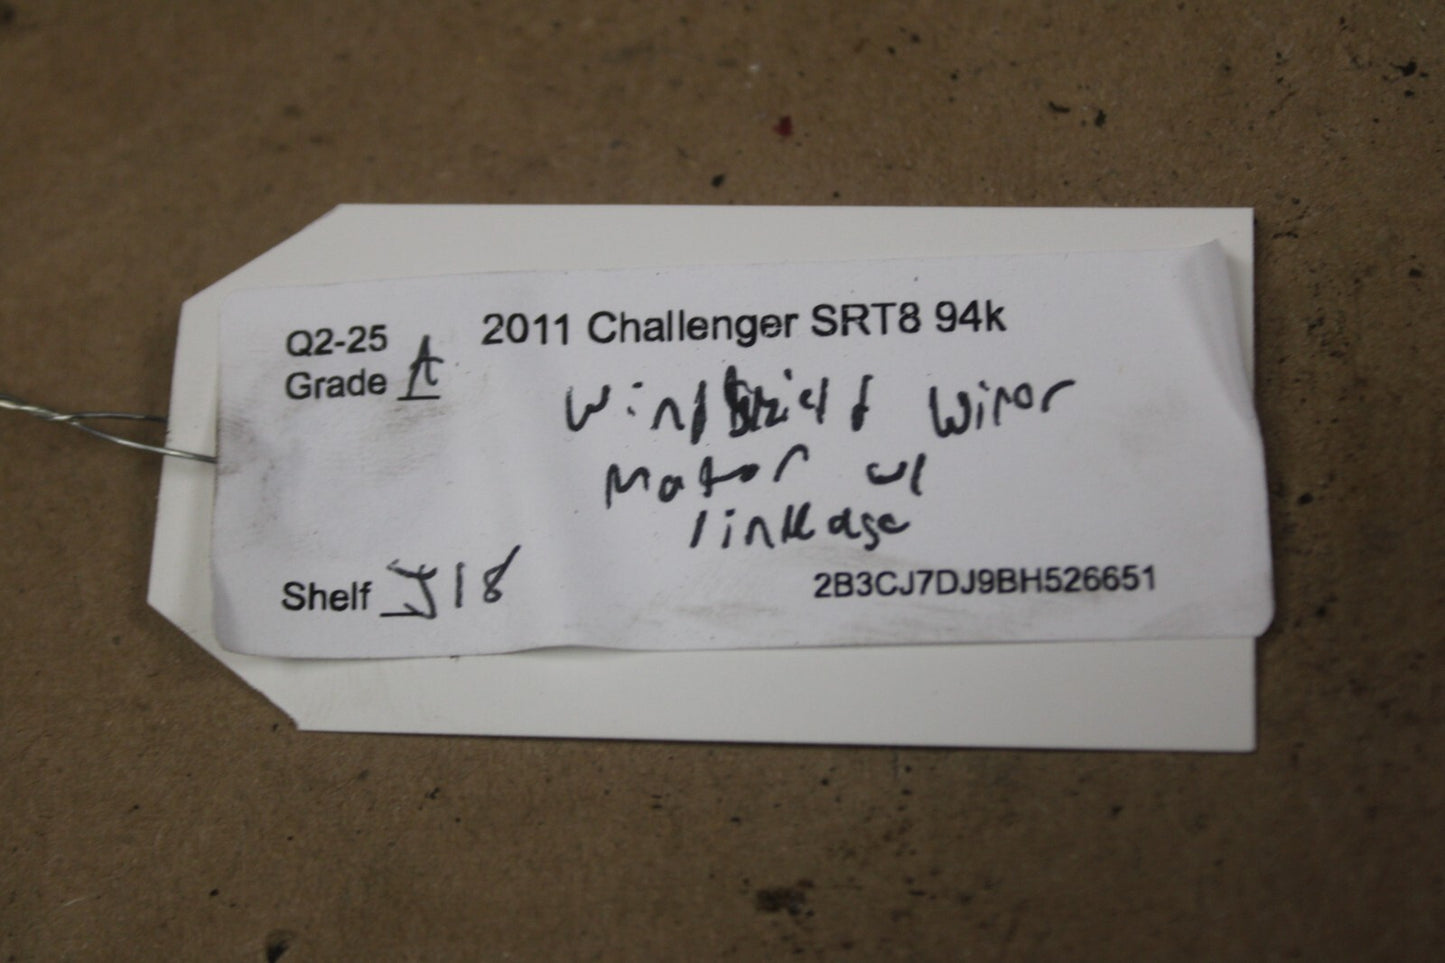 Q2-25 2011 Challenger SRT8 94k
Grade A
Windshield Wiper
Motor w/
linkage
Shelf J18
2B3CJ7DJ9BH526651